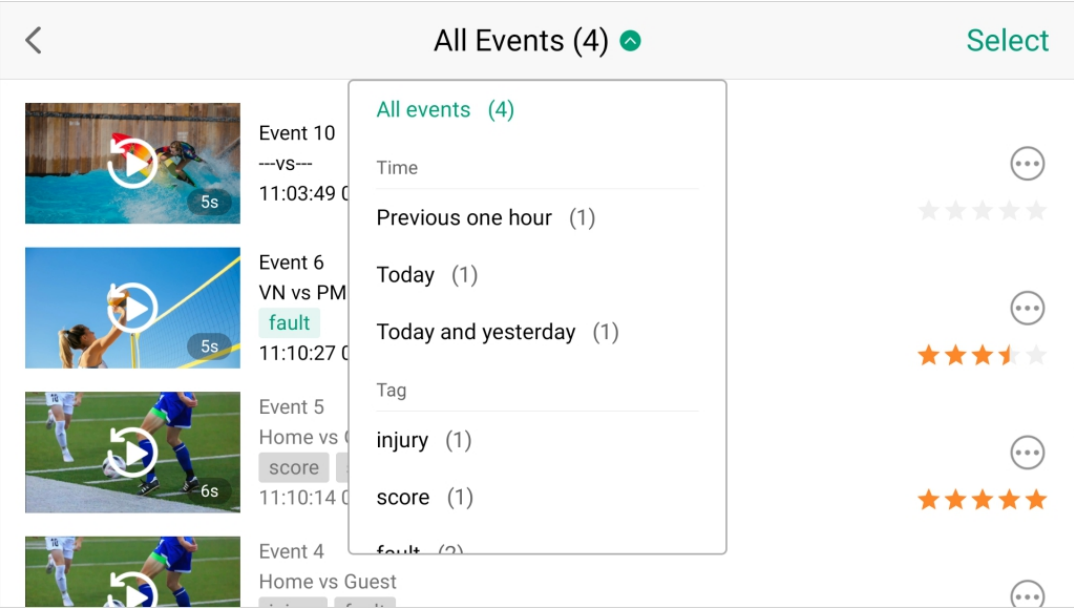 All Events (4)
Select
All events (4)
Time
Previous one hour (1)
Today (1)
Today and yesterday (1)
Tag
injury (1)
score (1)
fault (2)
Event 10
---vs---
11:03:49
5s
Event 6
VN vs PM
fault
11:10:27
5s
Event 5
Home vs
score
11:10:14
6s
Event 4
Home vs Guest